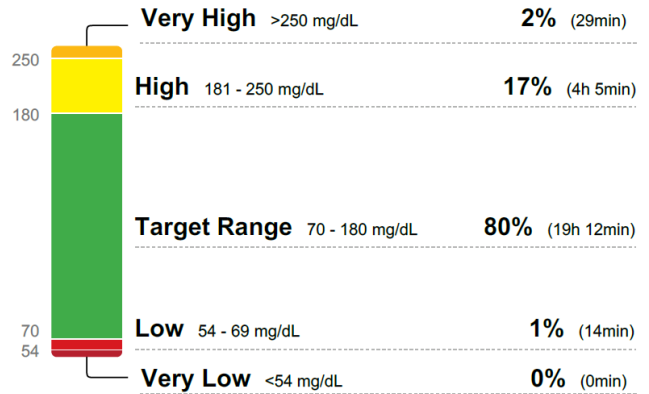 Very High >250 mg/dL 2% (29min)
250
High 181 - 250 mg/dL 17% (4h 5min)
180
Target Range 70 - 180 mg/dL 80% (19h 12min)
70
Low 54 - 69 mg/dL 1% (14min)
54
Very Low <54 mg/dL 0% (0min)